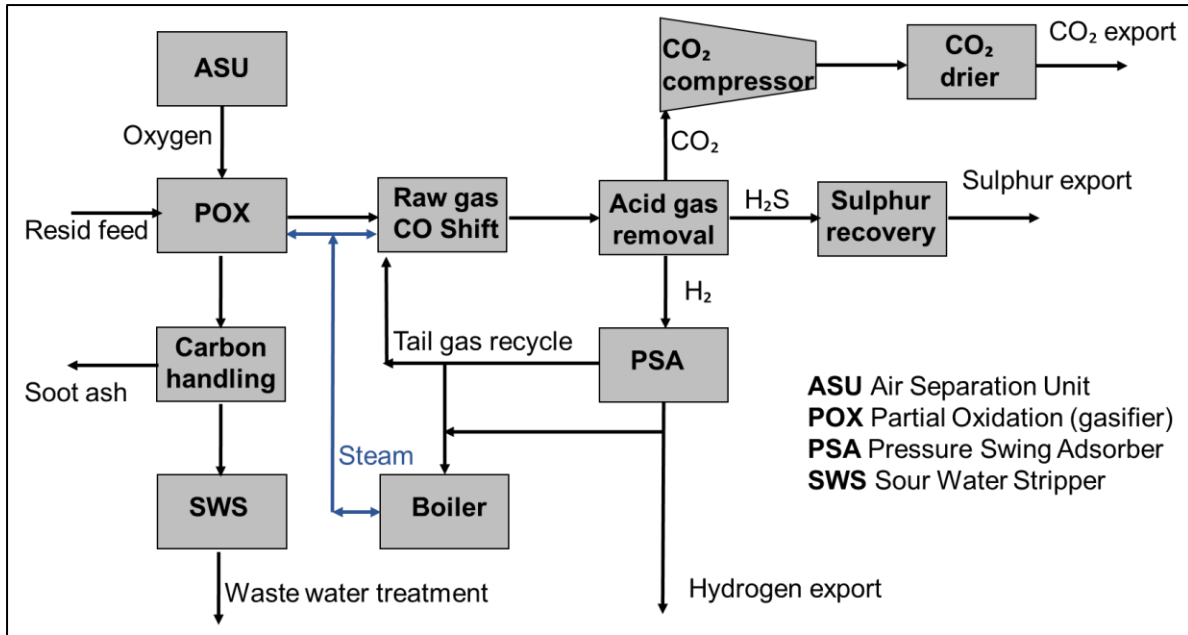 ASU
CO₂
compressor
CO₂
drier
CO₂ export
Oxygen
CO₂
POX
Resid feed
Raw gas
CO Shift
Acid gas
removal
H₂S
Sulphur
recovery
Sulphur export
H₂
Carbon
handling
Soot ash
Tail gas recycle
PSA
ASU Air Separation Unit
POX Partial Oxidation (gasifier)
PSA Pressure Swing Adsorber
SWS Sour Water Stripper
Steam
SWS
Boiler
Waste water treatment
Hydrogen export